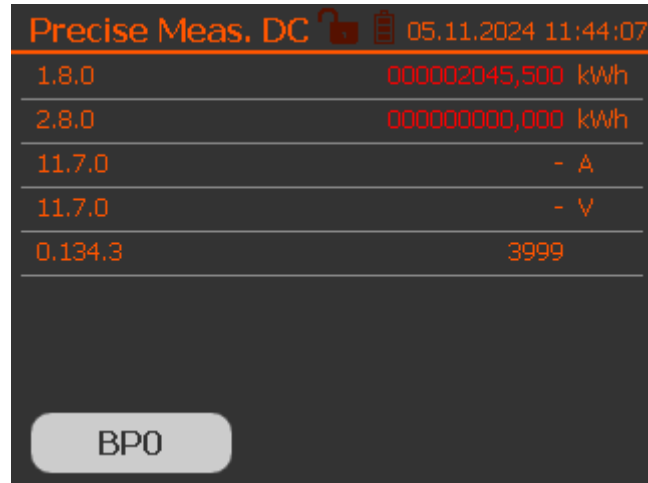 Precise Meas. DC 05.11.2024 11:44:07
1.8.0 000002045,500 kWh
2.8.0 000000000,000 kWh
11.7.0 - A
11.7.0 - V
0.134.3 3999
BP0